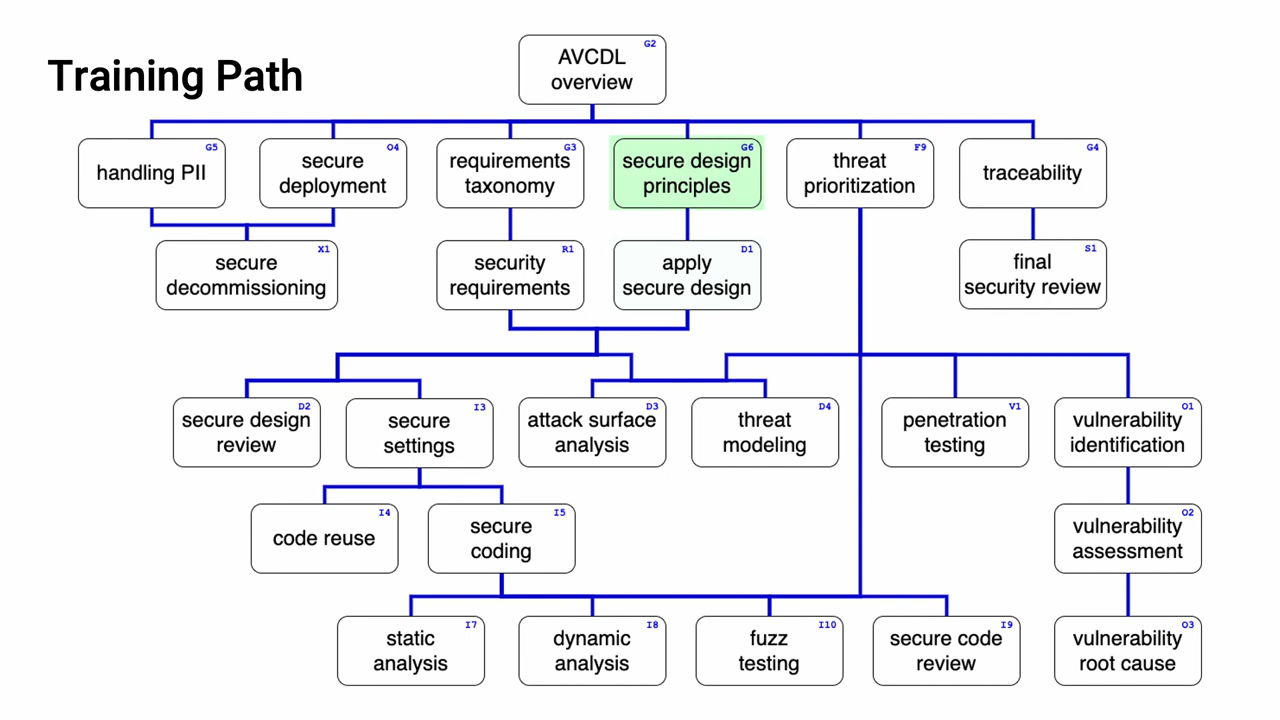 Training Path
G2
AVCDL
overview
G5
handling PII
O4
secure
deployment
G3
requirements
taxonomy
G6
secure design
principles
F9
threat
prioritization
G4
traceability
X1
secure
decommissioning
R1
security
requirements
D1
apply
secure design
S1
final
security review
D2
secure design
review
I3
secure
settings
D3
attack surface
analysis
D4
threat
modeling
V1
penetration
testing
O1
vulnerability
identification
I4
code reuse
I5
secure
coding
O2
vulnerability
assessment
I7
static
analysis
I8
dynamic
analysis
I10
fuzz
testing
I9
secure code
review
O3
vulnerability
root cause